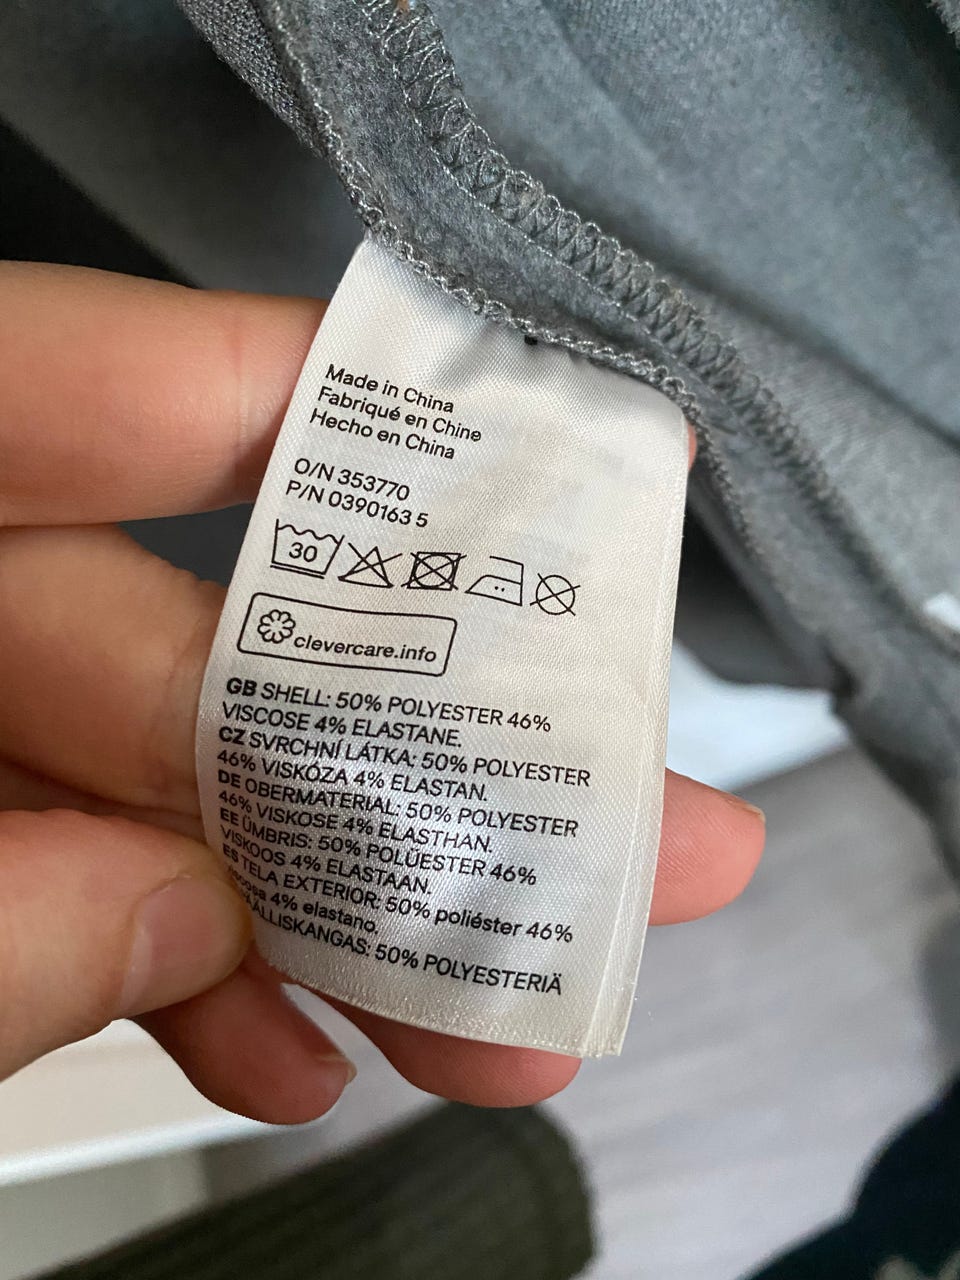 Made in China
Fabriqué en Chine
Hecho en China
O/N 353770
P/N 0390163 5
30
clevercare.info
GB SHELL: 50% POLYESTER 46%
VISCOSE 4% ELASTANE.
CZ SVRCHNÍ LÁTKA: 50% POLYESTER
46% VISKÓZA 4% ELASTAN.
DE OBERMATERIAL: 50% POLYESTER
46% VISKOSE 4% ELASTHAN.
EE ÜMBRIS: 50% POLÜESTER 46%
VISKOOS 4% ELASTAAN.
ES TELA EXTERIOR: 50% poliéster 46%
4% elastano.
50% POLYESTERIÄ